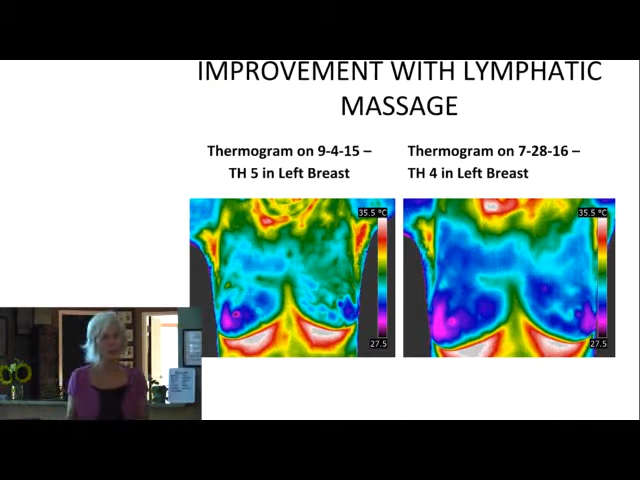 IMPROVEMENT WITH LYMPHATIC
MASSAGE
Thermogram on 9-4-15 –
TH 5 in Left Breast
Thermogram on 7-28-16 –
TH 4 in Left Breast
35.5 °C
27.5
35.5 °C
27.5